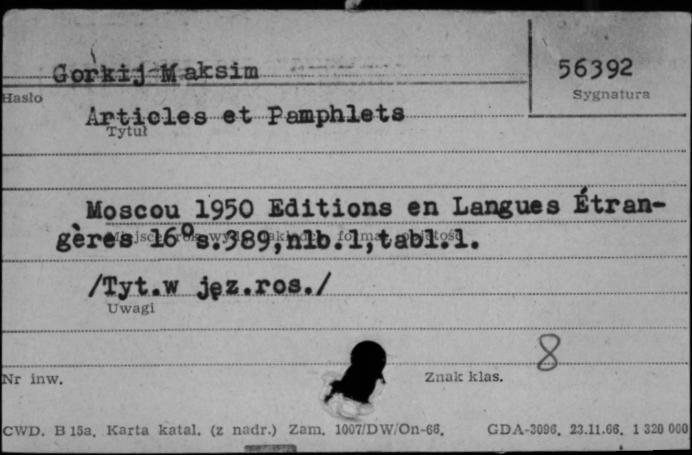 Gorkij Maksim
56392
Hasło
Sygnatura
Articles et Pamphlets
Tytuł
Moscou 1950 Editions en Langues Étran-
gères 16⁰ s.389, nlb.1, tabl.1.
/Tyt.w jęz.ros./
Uwagi
8
Nr inw.
Znak klas.
CWD. B 15a. Karta katal. (z nadr.) Zam. 1007/DW/On-66. GDA-3096. 23.11.66. 1 320 000